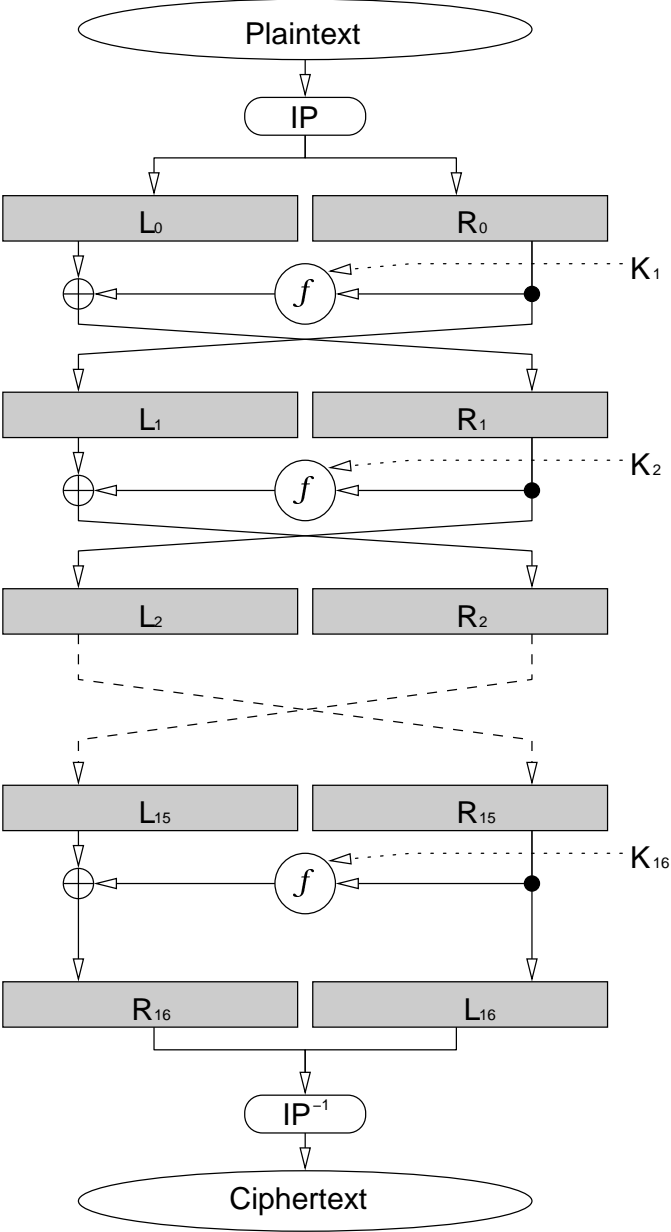 Plaintext
IP
L₀ R₀
K₁
f
L₁ R₁
K₂
f
L₂ R₂
L₁₅ R₁₅
K₁₆
f
R₁₆ L₁₆
IP⁻¹
Ciphertext